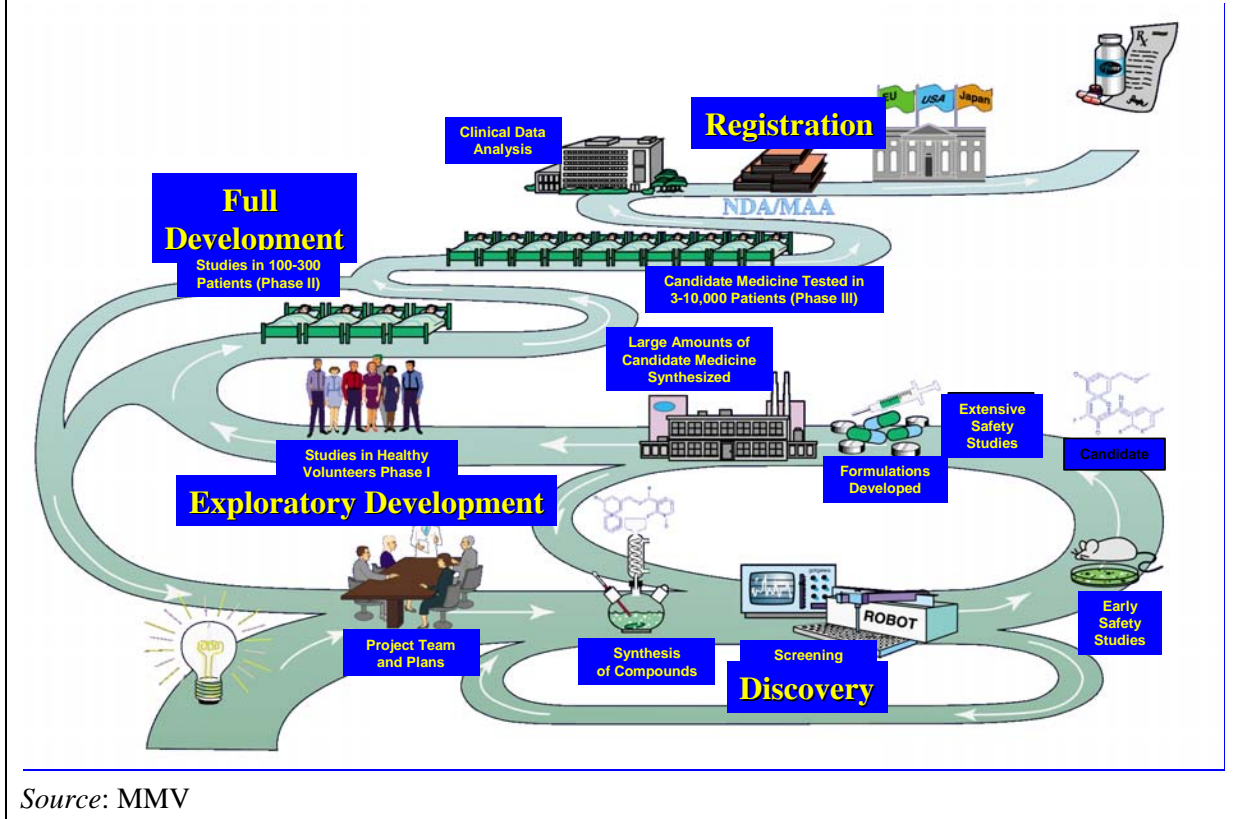 Rx
EU
USA
Japan
Registration
Clinical Data
Analysis
NDA/MAA
Full
Development
Studies in 100-300
Patients (Phase II)
Candidate Medicine Tested in
3-10,000 Patients (Phase III)
Large Amounts of
Candidate Medicine
Synthesized
Extensive
Safety
Studies
Candidate
Formulations
Developed
Studies in Healthy
Volunteers Phase I
Exploratory Development
Early
Safety
Studies
ROBOT
Project Team
and Plans
Synthesis
of Compounds
Screening
Discovery
Source: MMV